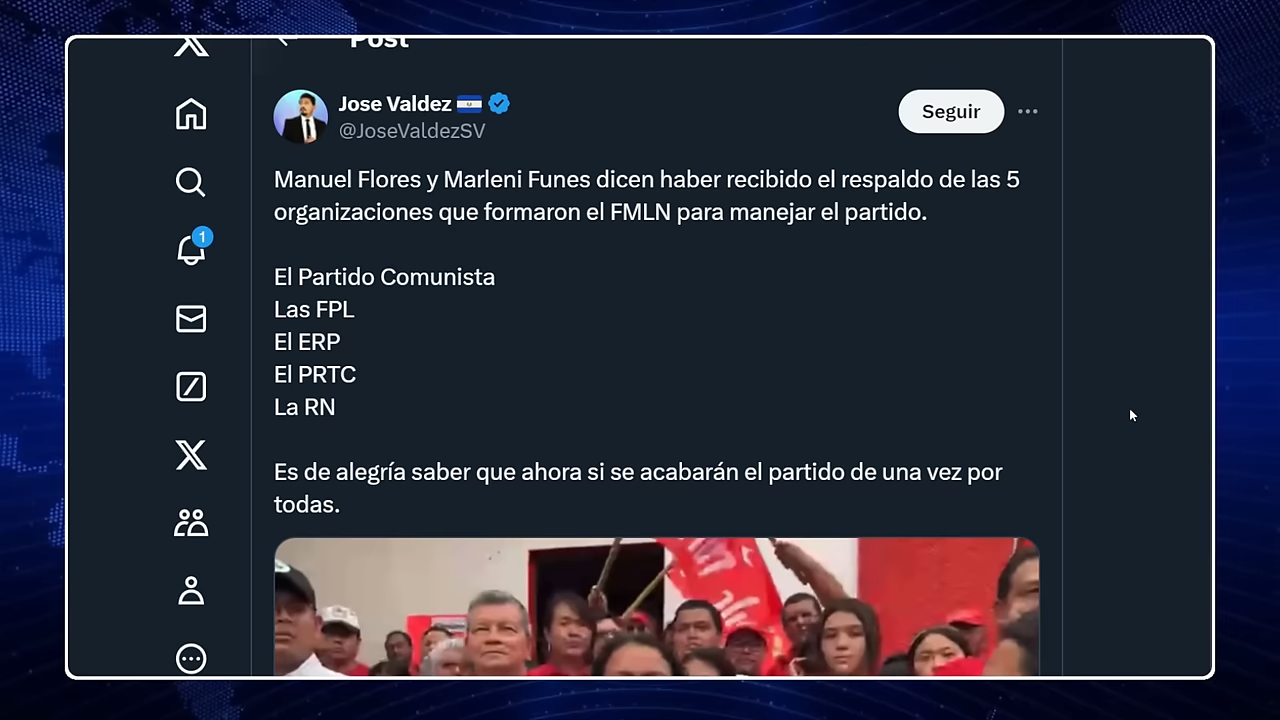 Post
Jose Valdez
@JoseValdezSV
Seguir
1
Manuel Flores y Marleni Funes dicen haber recibido el respaldo de las 5
organizaciones que formaron el FMLN para manejar el partido.
El Partido Comunista
Las FPL
El ERP
El PRTC
La RN
Es de alegría saber que ahora si se acabarán el partido de una vez por
todas.